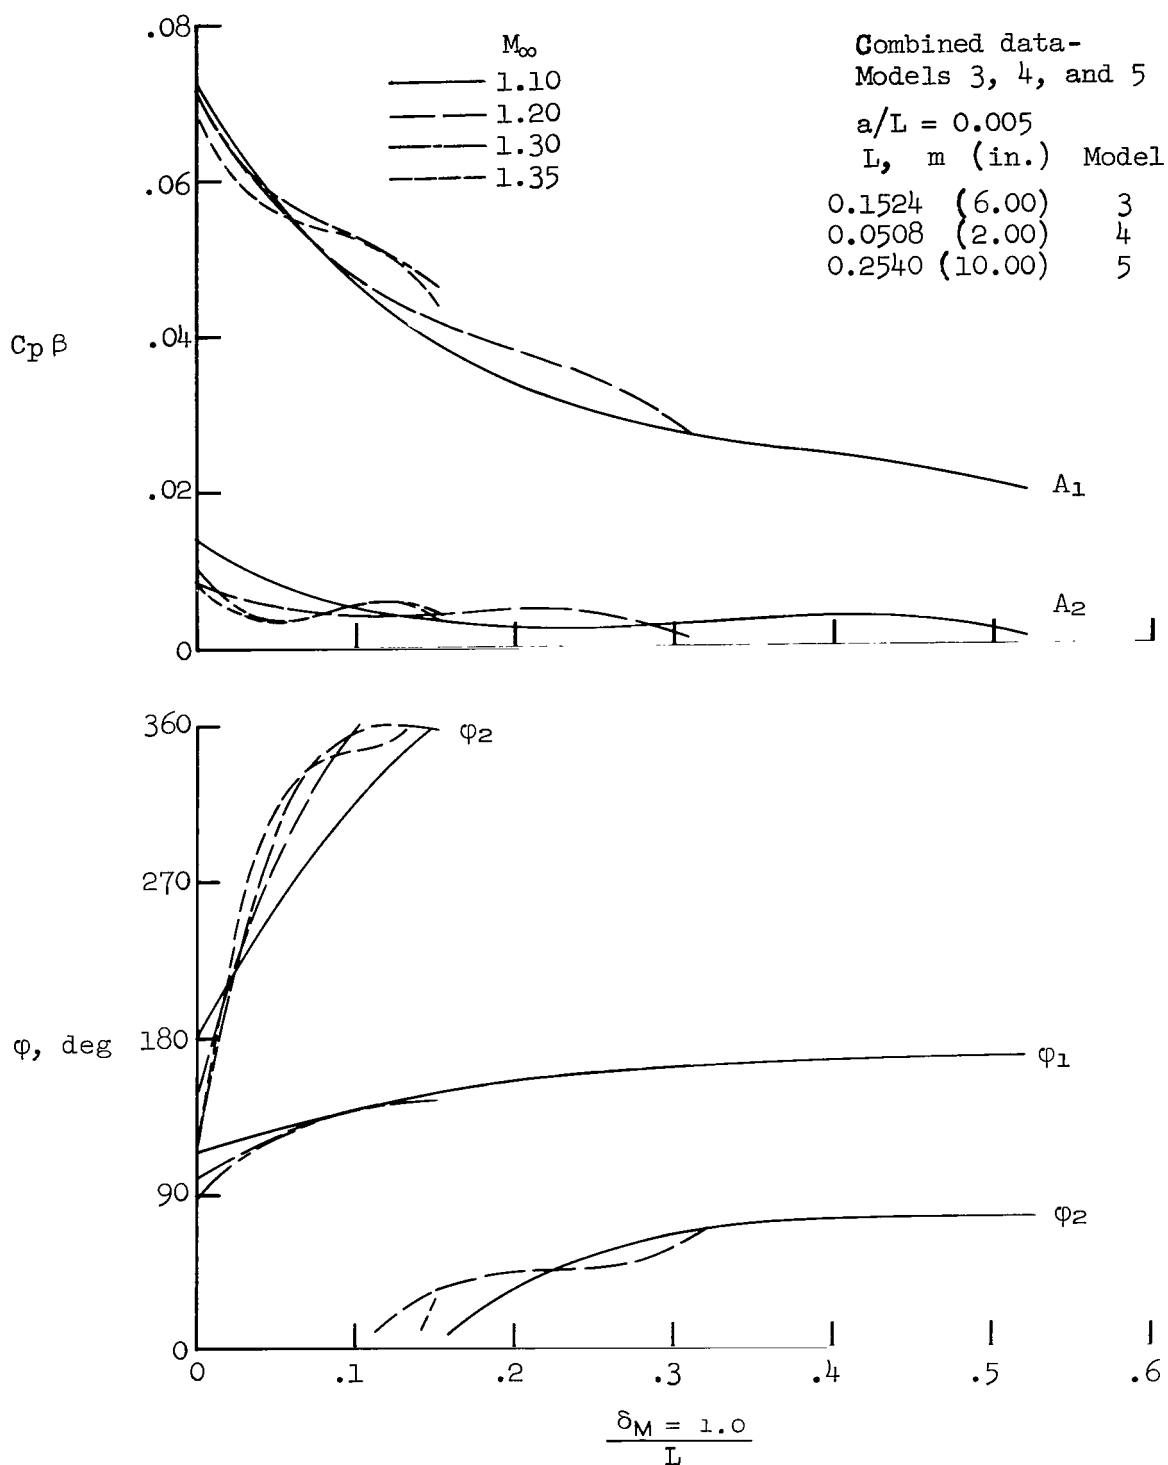 .08
M∞
1.10
1.20
1.30
1.35
Combined data-
Models 3, 4, and 5
a/L = 0.005
L, m (in.) Model
0.1524 (6.00) 3
0.0508 (2.00) 4
0.2540 (10.00) 5
.06
Cp β
.04
.02
A1
A2
0
360
φ2
270
φ, deg
180
φ1
90
φ2
0
0 .1 .2 .3 .4 .5 .6
δM = 1.0
L